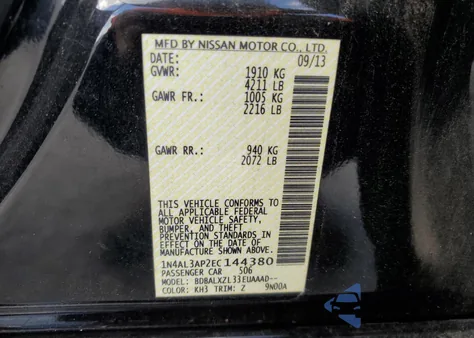 MFD BY NISSAN MOTOR CO., LTD.
DATE: 09/13
GVWR: 1910 KG
4211 LB
GAWR FR.: 1005 KG
2216 LB
GAWR RR.: 940 KG
2072 LB
THIS VEHICLE CONFORMS TO
ALL APPLICABLE FEDERAL
MOTOR VEHICLE SAFETY,
BUMPER, AND THEFT
PREVENTION STANDARDS IN
EFFECT ON THE DATE OF
MANUFACTURE SHOWN ABOVE.
1N4AL3AP2EC144380
PASSENGER CAR 506
MODEL: BDBALXZL33EUAAAD--
COLOR: KH3 TRIM: Z 9N00A